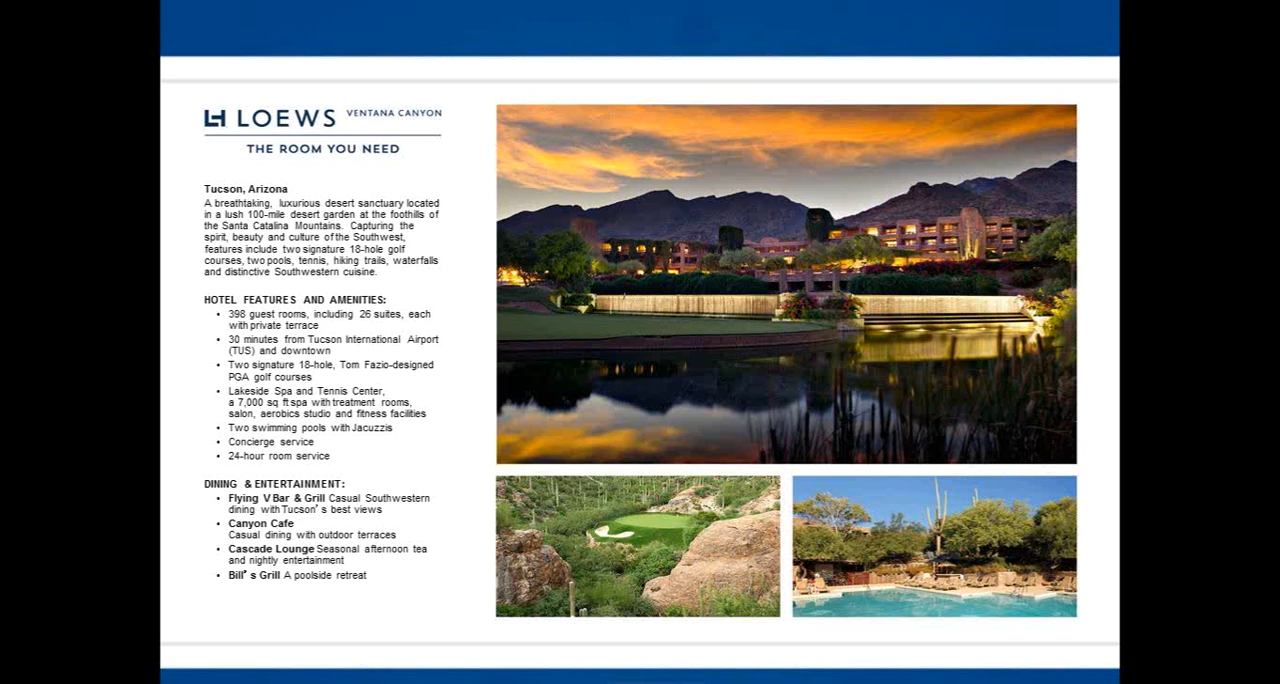 LOEWS VENTANA CANYON
THE ROOM YOU NEED
Tucson, Arizona
A breathtaking, luxurious desert sanctuary located
in a lush 100-mile desert garden at the foothills of
the Santa Catalina Mountains. Capturing the
spirit, beauty and culture of the Southwest,
features include two signature 18-hole golf
courses, two pools, tennis, hiking trails, waterfalls
and distinctive Southwestern cuisine.
HOTEL FEATURES AND AMENITIES:
• 398 guest rooms, including 26 suites, each
with private terrace
• 30 minutes from Tucson International Airport
(TUS) and downtown
• Two signature 18-hole, Tom Fazio-designed
PGA golf courses
• Lakeside Spa and Tennis Center,
a 7,000 sq ft spa with treatment rooms,
salon, aerobics studio and fitness facilities
• Two swimming pools with Jacuzzis
• Concierge service
• 24-hour room service
DINING & ENTERTAINMENT:
• Flying V Bar & Grill Casual Southwestern
dining with Tucson's best views
• Canyon Cafe
Casual dining with outdoor terraces
• Cascade Lounge Seasonal afternoon tea
and nightly entertainment
• Bill's Grill A poolside retreat